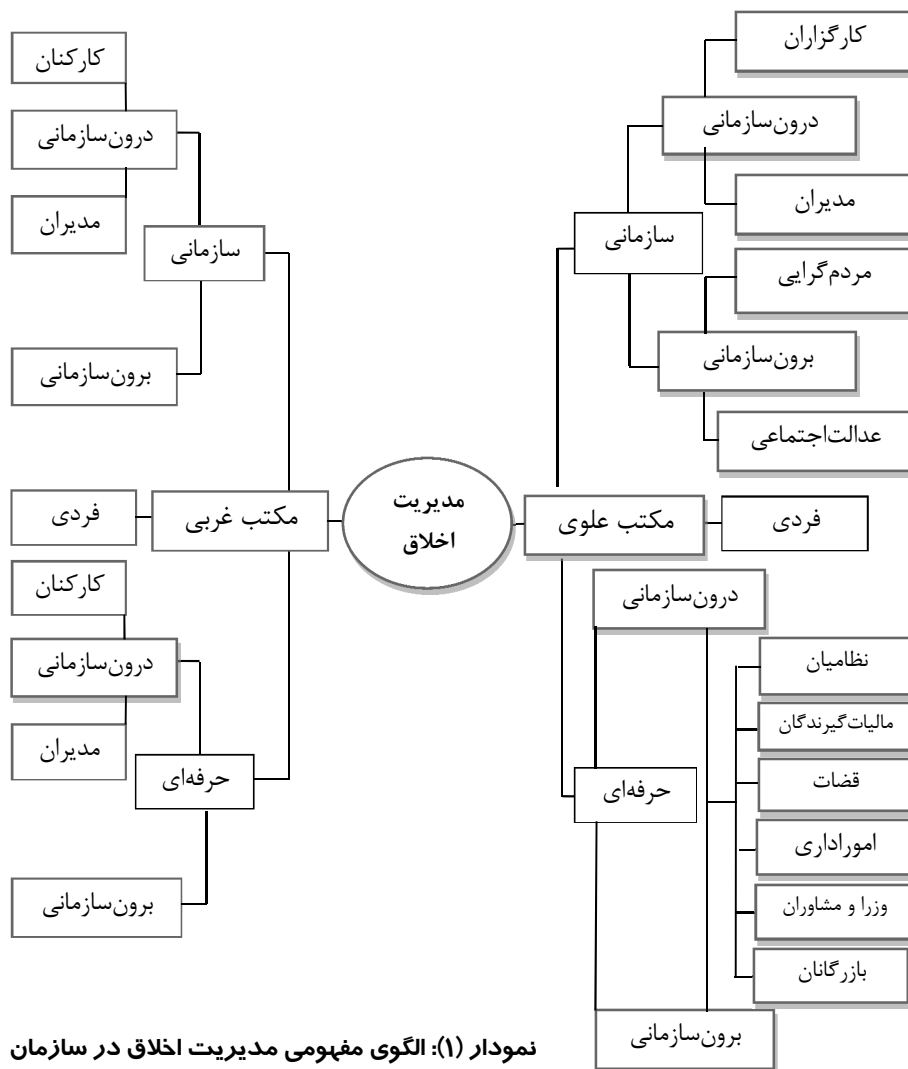 کارگزاران
درون‌سازمانی
مدیران
سازمانی
مردم‌گرایی
برون‌سازمانی
عدالت‌اجتماعی
مکتب علوی
فردی
درون‌سازمانی
نظامیان
مالیات‌گیرندگان
قضات
حرفه‌ای
اموراداری
وزرا و مشاوران
بازرگانان
برون‌سازمانی
مدیریت
اخلاق
کارکنان
درون‌سازمانی
مدیران
سازمانی
برون‌سازمانی
مکتب غربی
فردی
کارکنان
درون‌سازمانی
مدیران
حرفه‌ای
برون‌سازمانی
نمودار (۱): الگوی مفهومی مدیریت اخلاق در سازمان